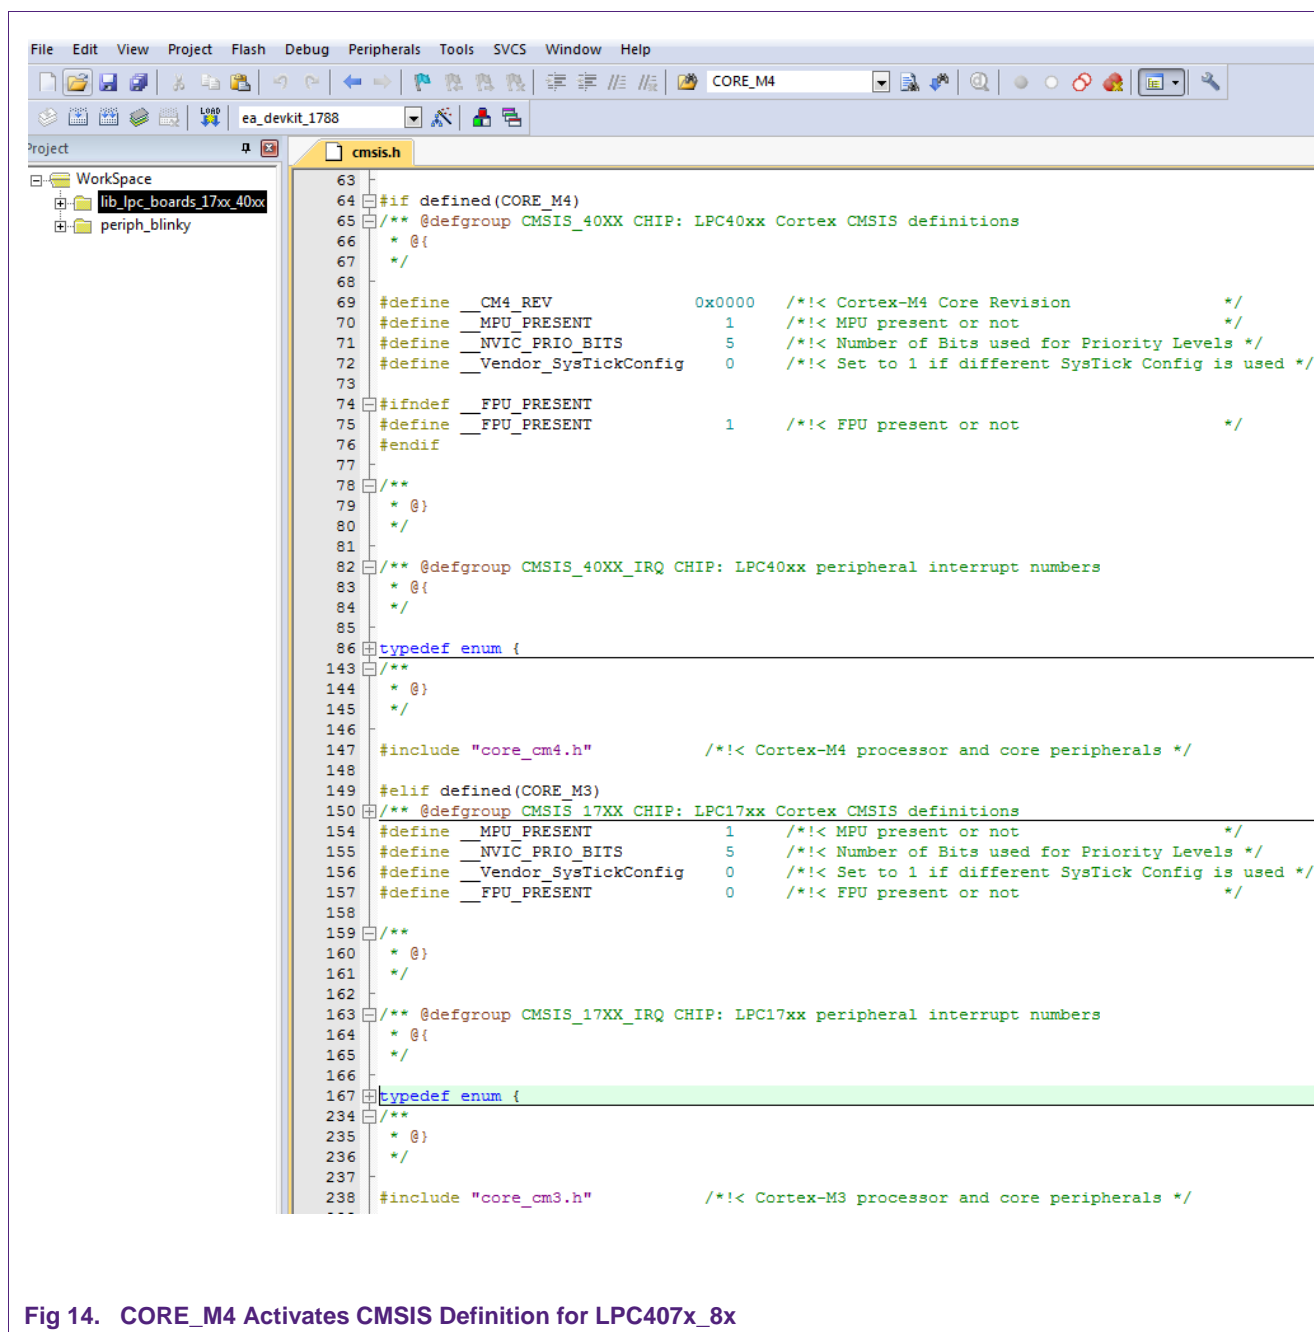 File Edit View Project Flash Debug Peripherals Tools SVCS Window Help
CORE_M4
LOAD ea_devkit_1788
Project
cmsis.h
WorkSpace
lib_lpc_boards_17xx_40xx
periph_blinky
63
64 #if defined(CORE_M4)
65 /** @defgroup CMSIS_40XX CHIP: LPC40xx Cortex CMSIS definitions
66 * @{
67 */
68
69 #define __CM4_REV 0x0000 /*!< Cortex-M4 Core Revision */
70 #define __MPU_PRESENT 1 /*!< MPU present or not */
71 #define __NVIC_PRIO_BITS 5 /*!< Number of Bits used for Priority Levels */
72 #define __Vendor_SysTickConfig 0 /*!< Set to 1 if different SysTick Config is used */
73
74 #ifndef __FPU_PRESENT
75 #define __FPU_PRESENT 1 /*!< FPU present or not */
76 #endif
77
78 /**
79 * @}
80 */
81
82 /** @defgroup CMSIS_40XX_IRQ CHIP: LPC40xx peripheral interrupt numbers
83 * @{
84 */
85
86 typedef enum {
143 /**
144 * @}
145 */
146
147 #include "core_cm4.h" /*!< Cortex-M4 processor and core peripherals */
148
149 #elif defined(CORE_M3)
150 /** @defgroup CMSIS_17XX CHIP: LPC17xx Cortex CMSIS definitions
154 #define __MPU_PRESENT 1 /*!< MPU present or not */
155 #define __NVIC_PRIO_BITS 5 /*!< Number of Bits used for Priority Levels */
156 #define __Vendor_SysTickConfig 0 /*!< Set to 1 if different SysTick Config is used */
157 #define __FPU_PRESENT 0 /*!< FPU present or not */
158
159 /**
160 * @}
161 */
162
163 /** @defgroup CMSIS_17XX_IRQ CHIP: LPC17xx peripheral interrupt numbers
164 * @{
165 */
166
167 typedef enum {
234 /**
235 * @}
236 */
237
238 #include "core_cm3.h" /*!< Cortex-M3 processor and core peripherals */
Fig 14. CORE_M4 Activates CMSIS Definition for LPC407x_8x